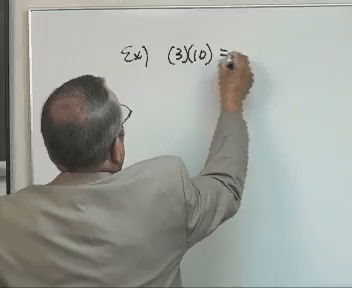 Ex) (3)(10) =